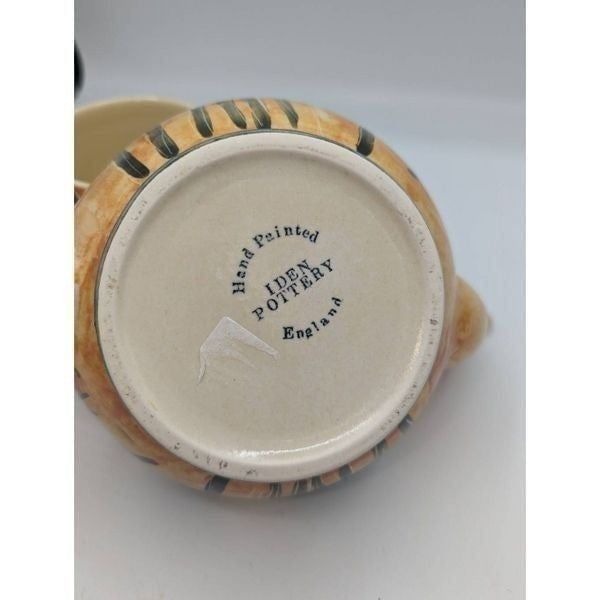 Hand Painted
IDEN
POTTERY
England